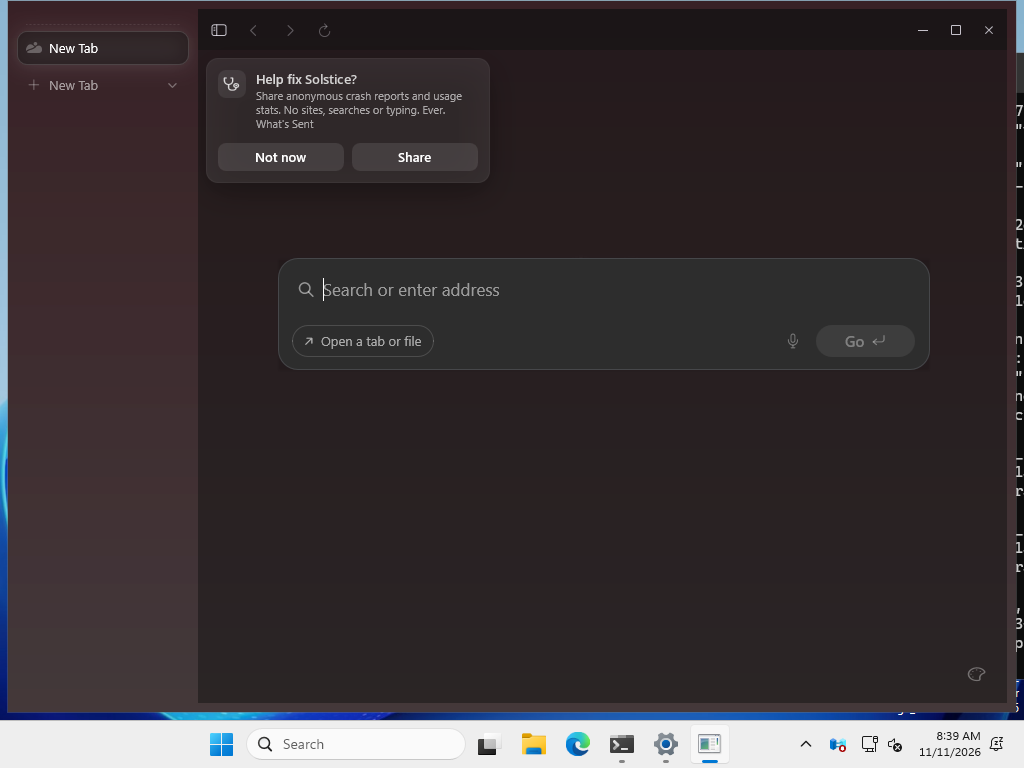 New Tab
New Tab
Help fix Solstice?
Share anonymous crash reports and usage
stats. No sites, searches or typing. Ever.
What's Sent
Not now
Share
Search or enter address
Open a tab or file
Go
Search
8:39 AM
11/11/2026